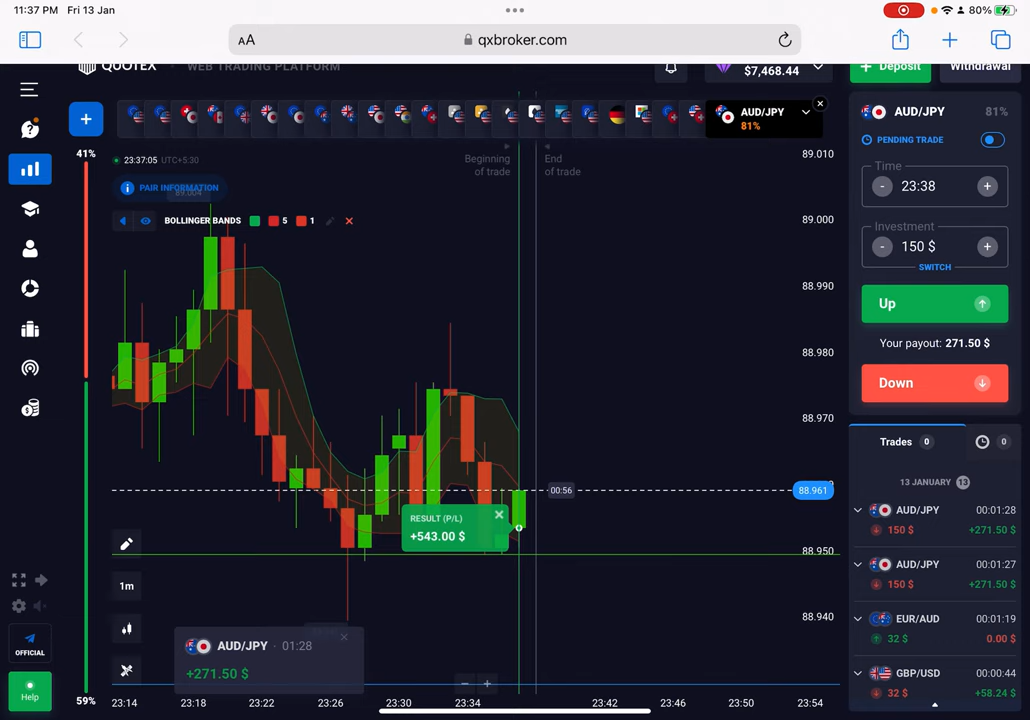 11:37 PM Fri 13 Jan
80%
AA qxbroker.com
QUOTEX WEB TRADING PLATFORM
$7,468.44
Deposit
Withdrawal
AUD/JPY
81%
41%
23:37:05 UTC+5:30
Beginning
of trade
End
of trade
PAIR INFORMATION
89.004
BOLLINGER BANDS 5 1
89.010
89.000
88.990
88.980
88.970
88.961
88.950
88.940
00:56
RESULT (P/L)
+543.00 $
1m
AUD/JPY · 01:28
+271.50 $
OFFICIAL
Help
59%
23:14 23:18 23:22 23:26 23:30 23:34 23:42 23:46 23:50 23:54
AUD/JPY 81%
PENDING TRADE
Time
- 23:38 +
Investment
- 150 $ +
SWITCH
Up
Your payout: 271.50 $
Down
Trades 0 0
13 JANUARY 13
AUD/JPY 00:01:28
150 $ +271.50 $
AUD/JPY 00:01:27
150 $ +271.50 $
EUR/AUD 00:01:19
32 $ 0.00 $
GBP/USD 00:00:44
32 $ +58.24 $